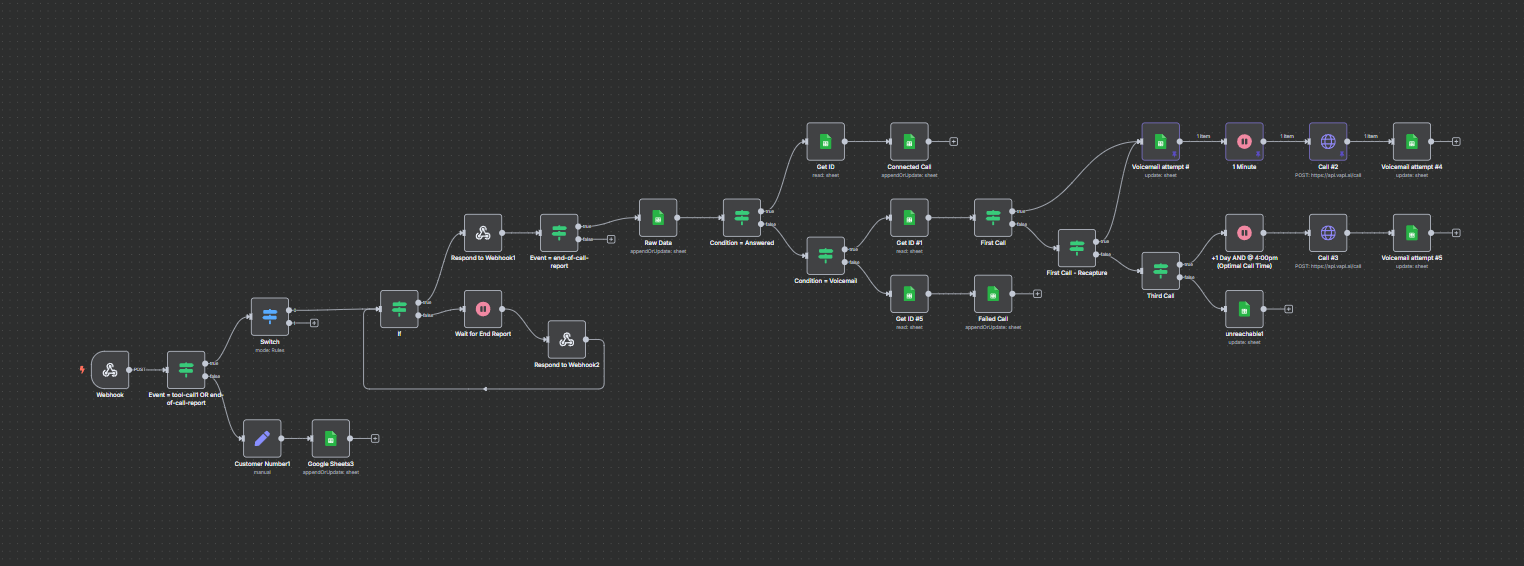 Webhook
POST
Event = tool-call1 OR end-
of-call-report
true
false
Switch
mode: Rules
Customer Number1
manual
Google Sheets3
appendOrUpdate: sheet
If
true
false
Wait for End Report
Respond to Webhook2
Respond to Webhook1
Event = end-of-call-
report
true
false
Raw Data
appendOrUpdate: sheet
Condition = Answered
true
false
Get ID
read: sheet
Connected Call
appendOrUpdate: sheet
Condition = Voicemail
true
false
Get ID #1
read: sheet
Get ID #5
read: sheet
Failed Call
appendOrUpdate: sheet
First Call
true
false
First Call - Recapture
true
false
Third Call
true
false
Voicemail attempt #
update: sheet
1 item
1 Minute
1 item
Call #2
POST: https://api.vapi.ai/call
1 item
Voicemail attempt #4
update: sheet
+1 Day AND @ 4:00pm
(Optimal Call Time)
Call #3
POST: https://api.vapi.ai/call
Voicemail attempt #5
update: sheet
unreachable!
update: sheet